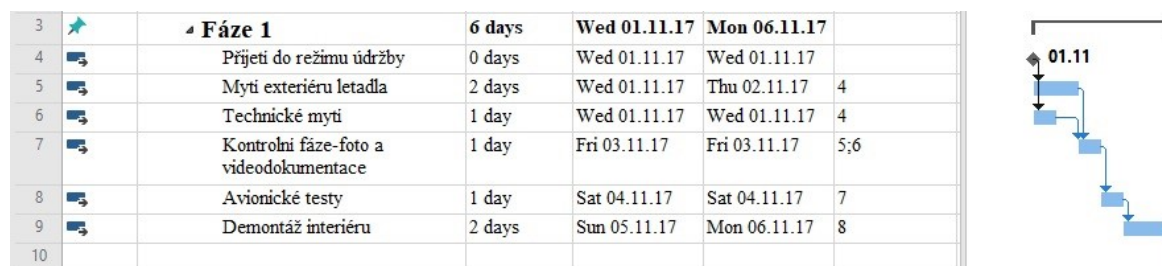 3 Fáze 1 6 days Wed 01.11.17 Mon 06.11.17
01.11
4 Přijetí do režimu údržby 0 days Wed 01.11.17 Wed 01.11.17
5 Mytí exteriéru letadla 2 days Wed 01.11.17 Thu 02.11.17 4
6 Technické mytí 1 day Wed 01.11.17 Wed 01.11.17 4
7 Kontrolní fáze-foto a 1 day Fri 03.11.17 Fri 03.11.17 5;6
videodokumentace
8 Avionické testy 1 day Sat 04.11.17 Sat 04.11.17 7
9 Demontáž interiéru 2 days Sun 05.11.17 Mon 06.11.17 8
10